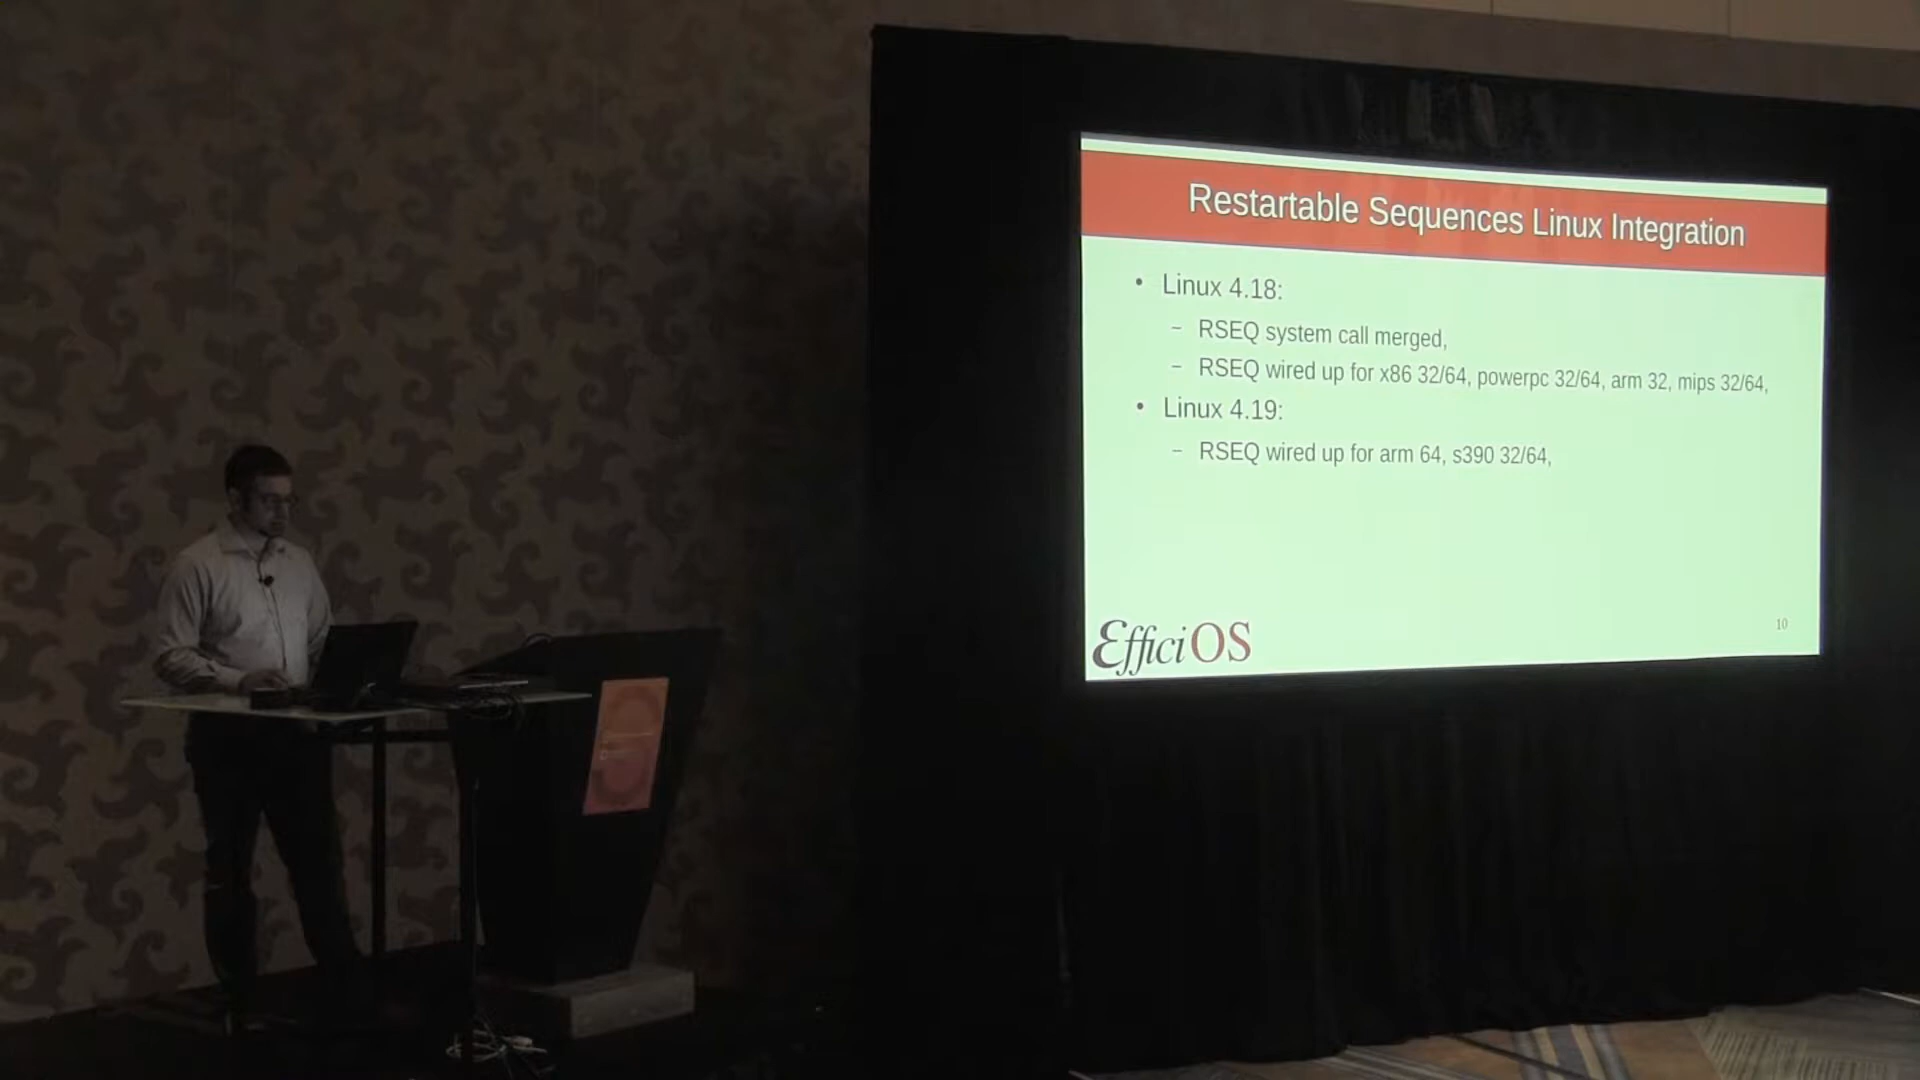 Restartable Sequences Linux Integration
• Linux 4.18:
– RSEQ system call merged,
– RSEQ wired up for x86 32/64, powerpc 32/64, arm 32, mips 32/64,
• Linux 4.19:
– RSEQ wired up for arm 64, s390 32/64,
EfficiOS
10